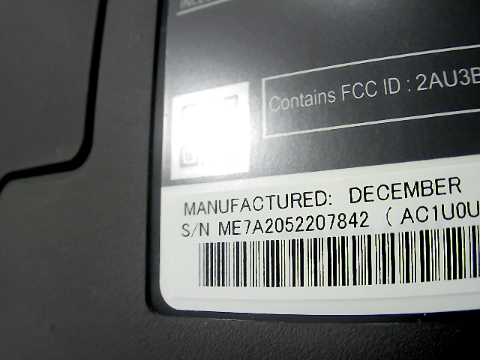 Contains FCC ID : 2AU3B
MANUFACTURED: DECEMBER
S/N ME7A2052207842 ( AC1U0U